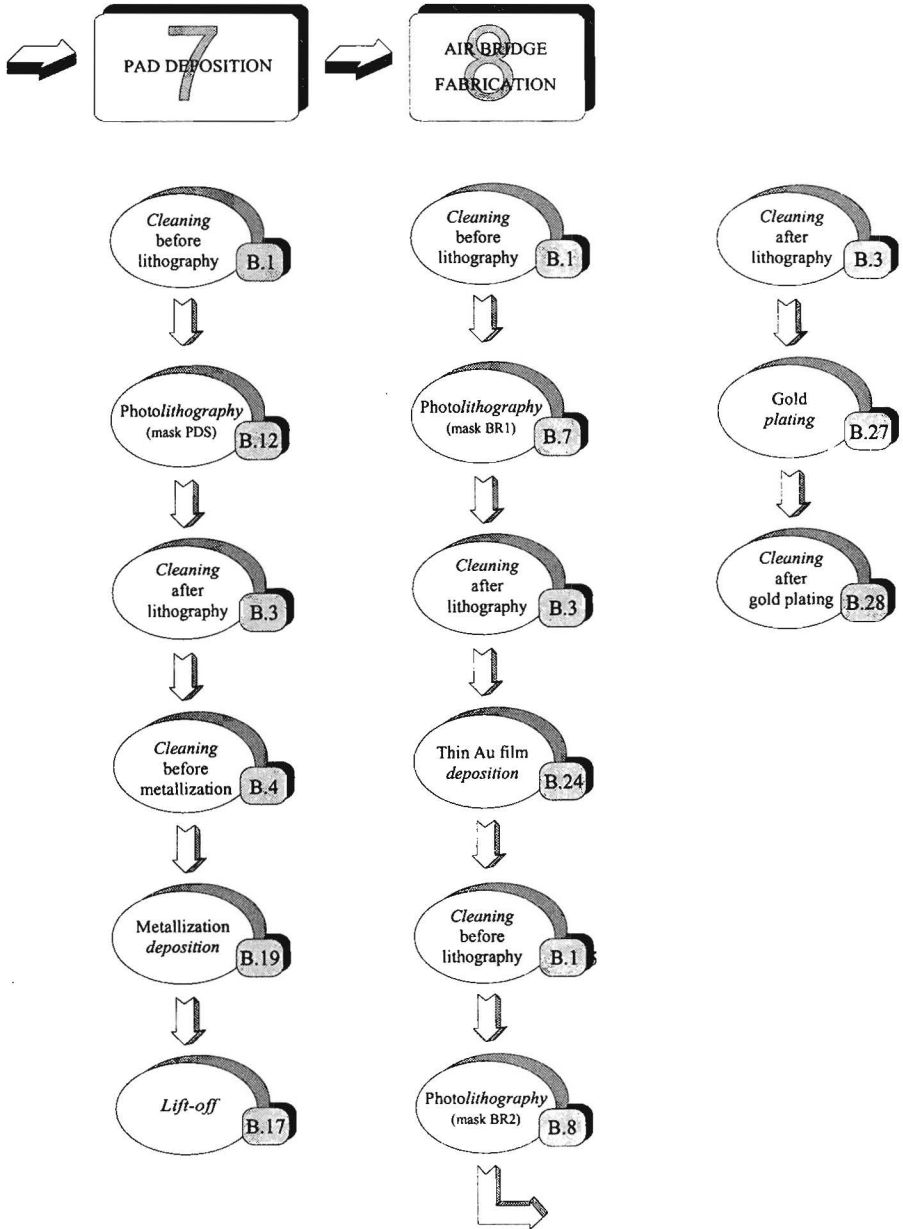 7
PAD DEPOSITION
8
AIR BRIDGE
FABRICATION
Cleaning
before
lithography
B.1
Photolithography
(mask PDS)
B.12
Cleaning
after
lithography
B.3
Cleaning
before
metallization
B.4
Metallization
deposition
B.19
Lift-off
B.17
Cleaning
before
lithography
B.1
Photolithography
(mask BR1)
B.7
Cleaning
after
lithography
B.3
Thin Au film
deposition
B.24
Cleaning
before
lithography
B.1
Photolithography
(mask BR2)
B.8
Cleaning
after
lithography
B.3
Gold
plating
B.27
Cleaning
after
gold plating
B.28